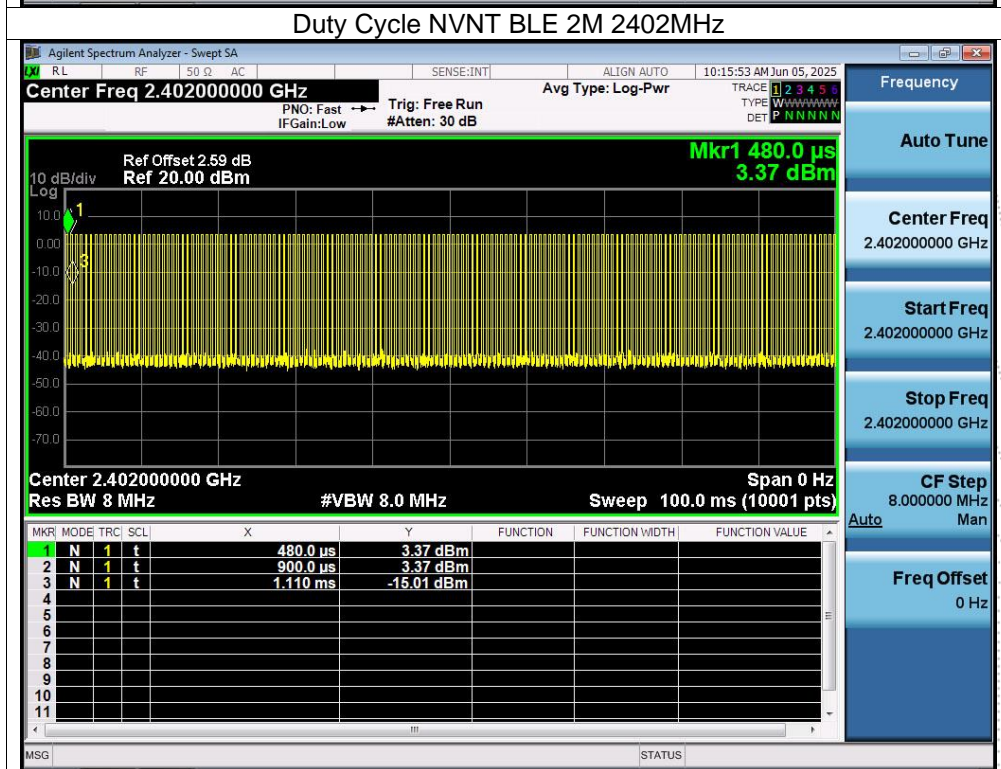 Duty Cycle NVNT BLE 2M 2402MHz
Agilent Spectrum Analyzer - Swept SA
LXI RL RF 50 Ω AC SENSE:INT ALIGN AUTO 10:15:53 AM Jun 05, 2025
Center Freq 2.402000000 GHz Avg Type: Log-Pwr TRACE 1 2 3 4 5 6
PNO: Fast Trig: Free Run TYPE W
IFGain:Low #Atten: 30 dB DET P N N N N N
Frequency
Auto Tune
Center Freq
2.402000000 GHz
Start Freq
2.402000000 GHz
Stop Freq
2.402000000 GHz
CF Step
8.000000 MHz
Auto Man
Freq Offset
0 Hz
Mkr1 480.0 µs
3.37 dBm
Ref Offset 2.59 dB
10 dB/div Ref 20.00 dBm
Log
10.0
0.00
-10.0
-20.0
-30.0
-40.0
-50.0
-60.0
-70.0
1
3
Center 2.402000000 GHz Span 0 Hz
Res BW 8 MHz #VBW 8.0 MHz Sweep 100.0 ms (10001 pts)
MKR MODE TRC SCL X Y FUNCTION FUNCTION WIDTH FUNCTION VALUE
1 N 1 t 480.0 µs 3.37 dBm
2 N 1 t 900.0 µs 3.37 dBm
3 N 1 t 1.110 ms -15.01 dBm
4
5
6
7
8
9
10
11
MSG STATUS